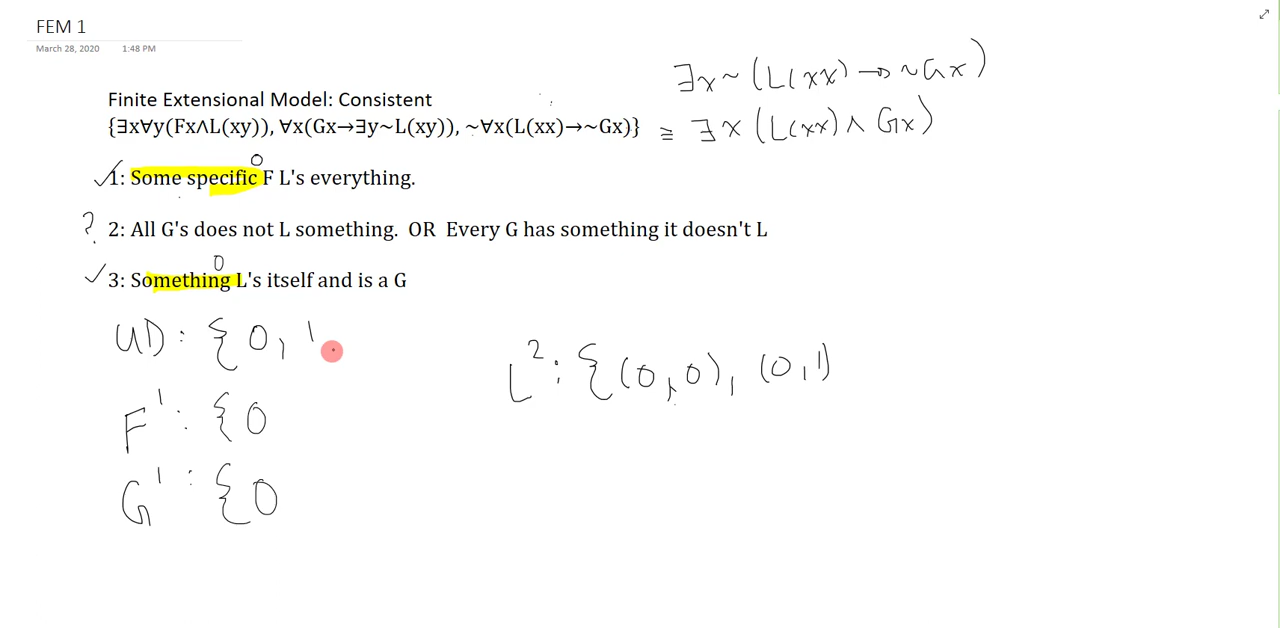 FEM 1
March 28, 2020 1:48 PM
∃x~(L(xx)→~Gx)
Finite Extensional Model: Consistent
{∃x∀y(Fx∧L(xy)), ∀x(Gx→∃y~L(xy)), ~∀x(L(xx)→~Gx)} ≅ ∃x(L(xx)∧Gx)
0
✓1: Some specific F L's everything.
? 2: All G's does not L something. OR Every G has something it doesn't L
0
✓3: Something L's itself and is a G
UD: {0, 1
L²: {(0,0), (0,1)
F¹: {0
G¹: {0